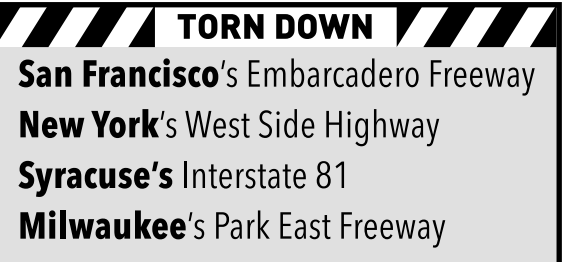 TORN DOWN
San Francisco's Embarcadero Freeway
New York's West Side Highway
Syracuse's Interstate 81
Milwaukee's Park East Freeway